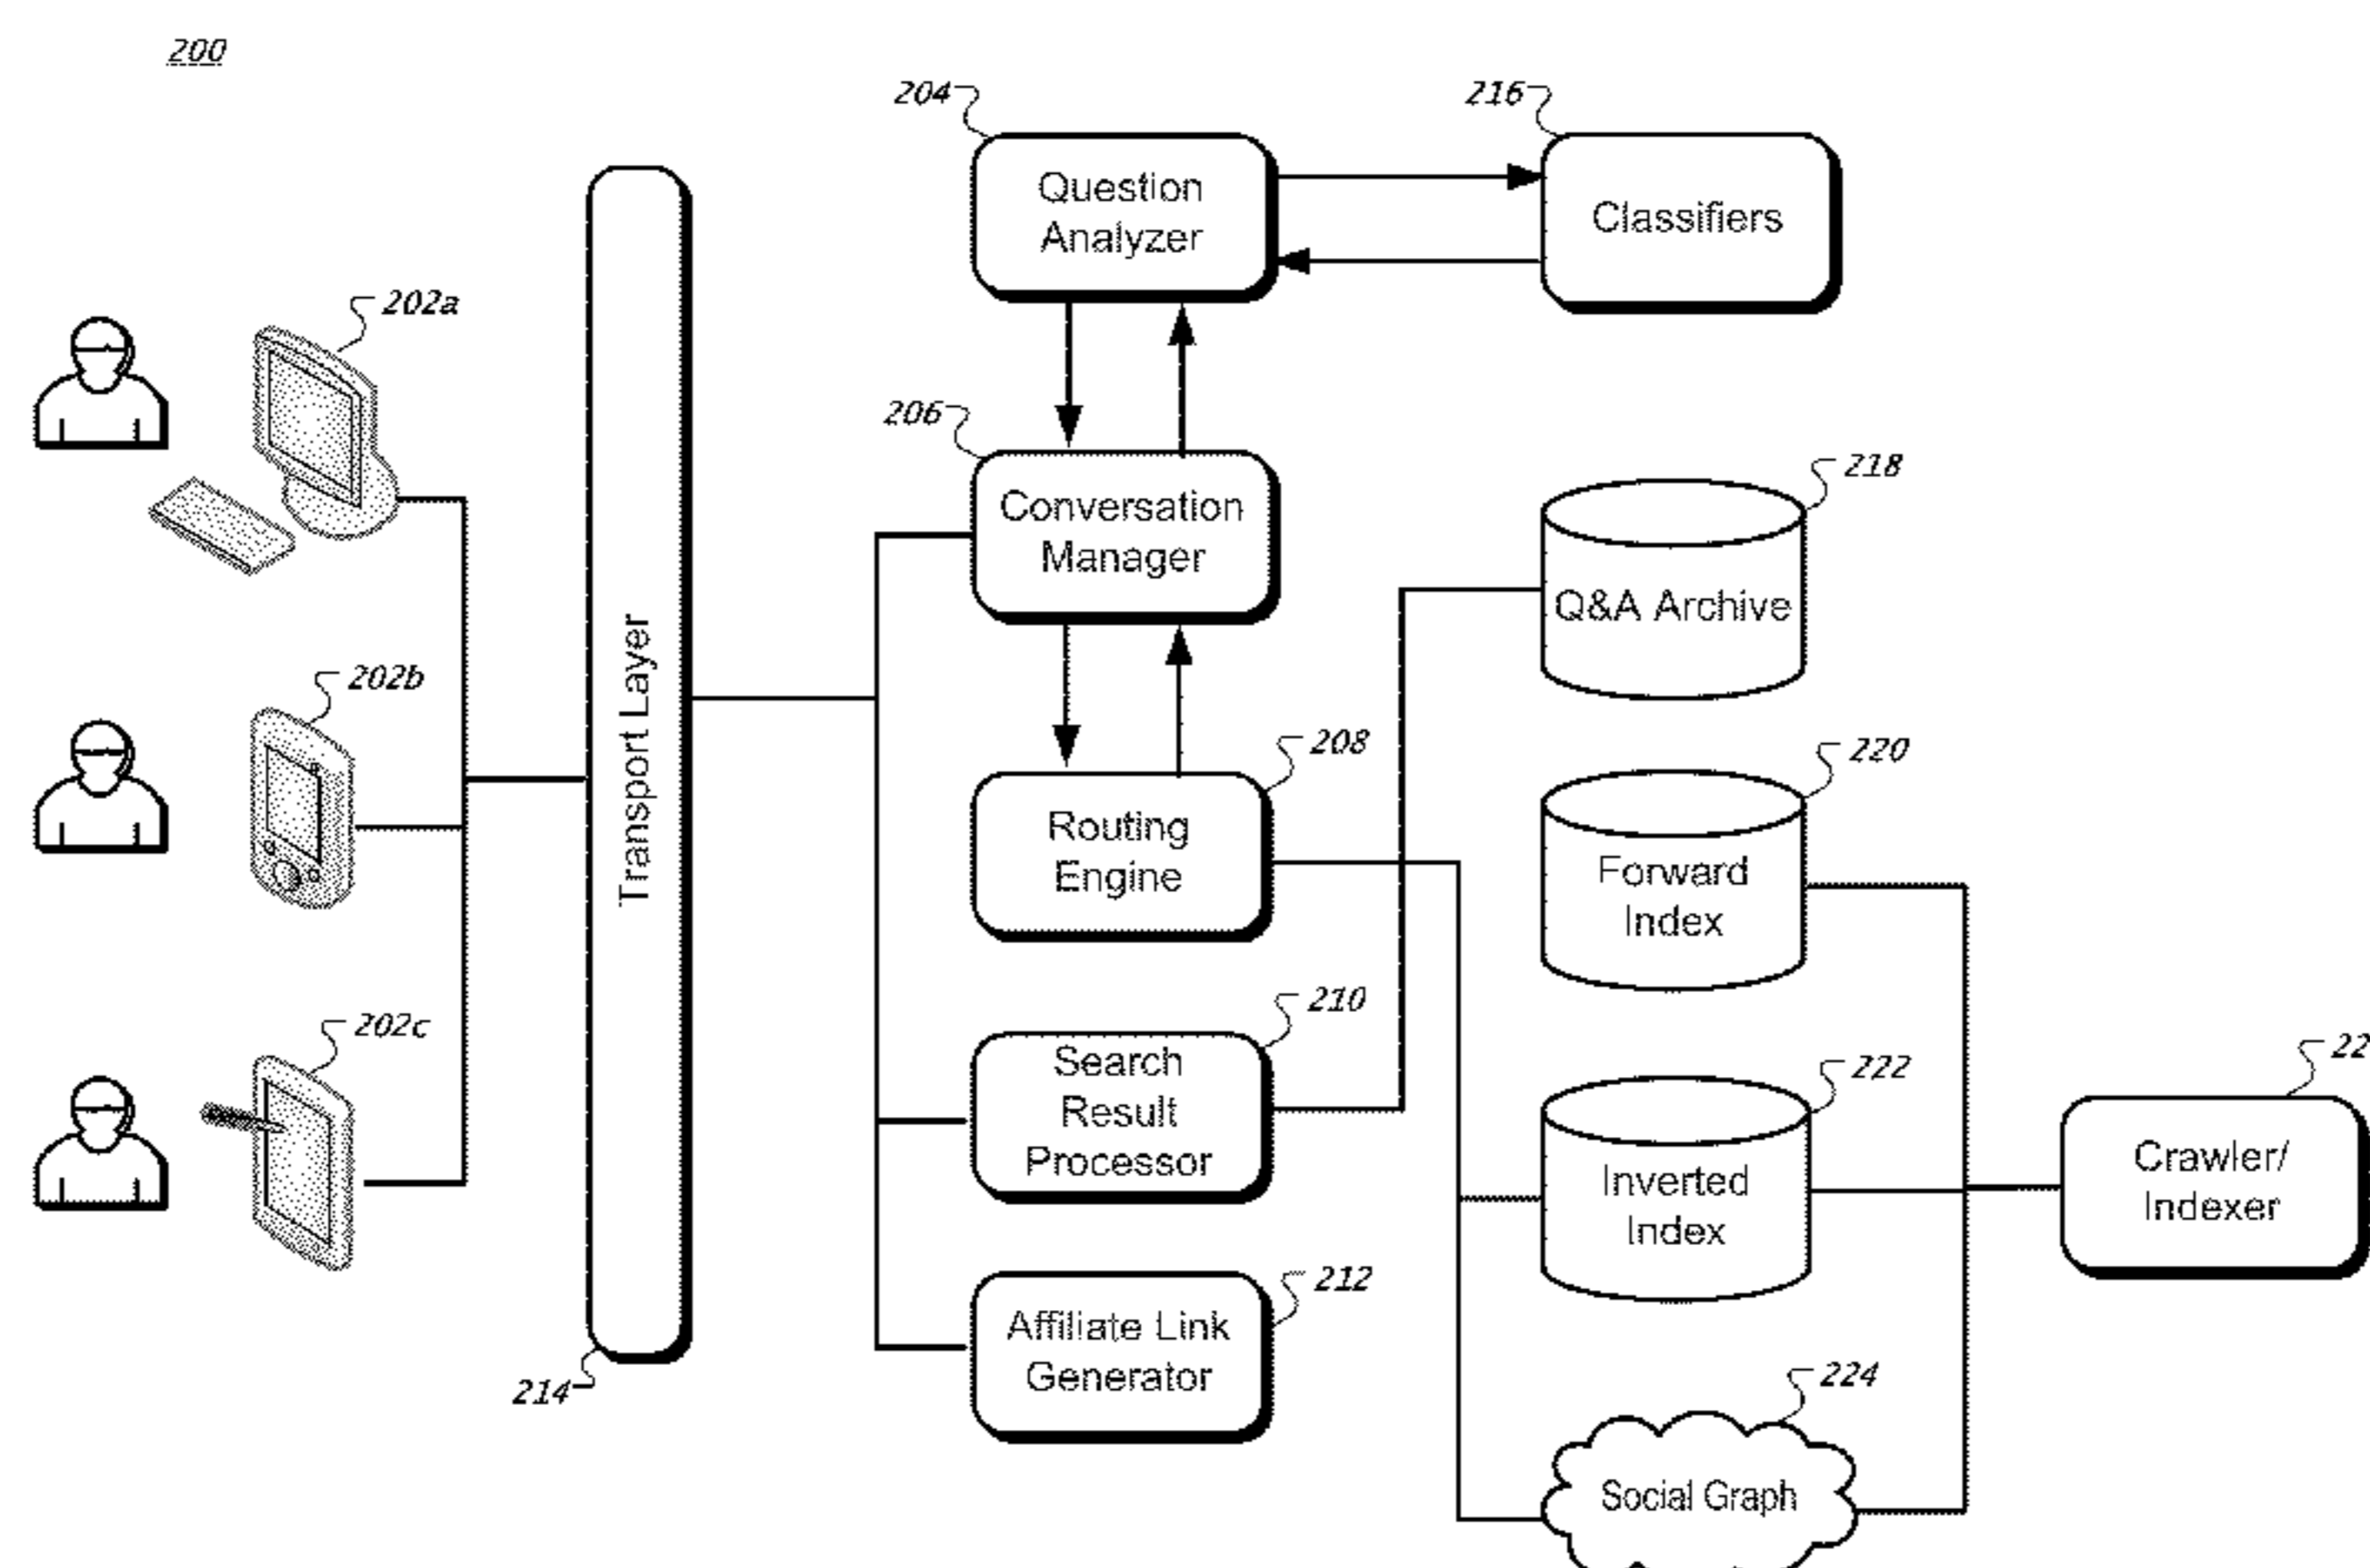 200
204
216
Question
Analyzer
Classifiers
202a
206
Conversation
Manager
218
Q&A Archive
202b
Transport Layer
208
Routing
Engine
220
Forward
Index
202c
210
Search
Result
Processor
222
Inverted
Index
22
Crawler/
Indexer
212
Affiliate Link
Generator
214
224
Social Graph